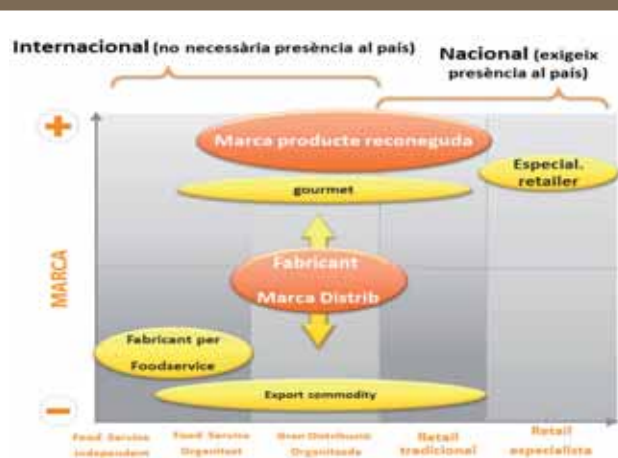 Internacional (no necessària presència al país)
Nacional (exigeix
presència al país)
+
Marca producte reconeguda
Especial.
retailer
gourmet
MARCA
Fabricant
Marca Distrib
Fabricant per
Foodservice
Export commodity
−
Food Service
independent
Food Service
Organitzat
Gran Distribució
Organitzada
Retail
tradicional
Retail
especialista